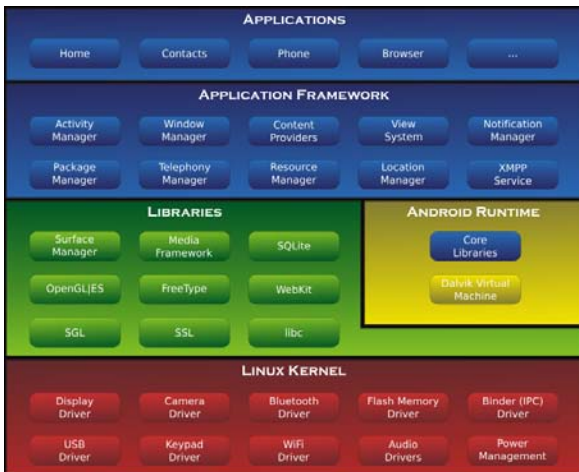 APPLICATIONS
Home
Contacts
Phone
Browser
...
APPLICATION FRAMEWORK
Activity
Manager
Window
Manager
Content
Providers
View
System
Notification
Manager
Package
Manager
Telephony
Manager
Resource
Manager
Location
Manager
XMPP
Service
LIBRARIES
Surface
Manager
Media
Framework
SQLite
OpenGL|ES
FreeType
WebKit
SGL
SSL
libc
ANDROID RUNTIME
Core
Libraries
Dalvik Virtual
Machine
LINUX KERNEL
Display
Driver
Camera
Driver
Bluetooth
Driver
Flash Memory
Driver
Binder (IPC)
Driver
USB
Driver
Keypad
Driver
WiFi
Driver
Audio
Drivers
Power
Management